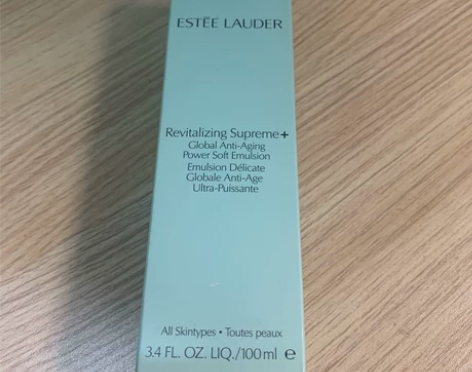 ESTĒE LAUDER
Revitalizing Supreme+
Global Anti-Aging
Power Soft Emulsion
Emulsion Délicate
Globale Anti-Age
Ultra-Puissante
All Skintypes • Toutes peaux
3.4 FL. OZ. LIQ./100ml ℮